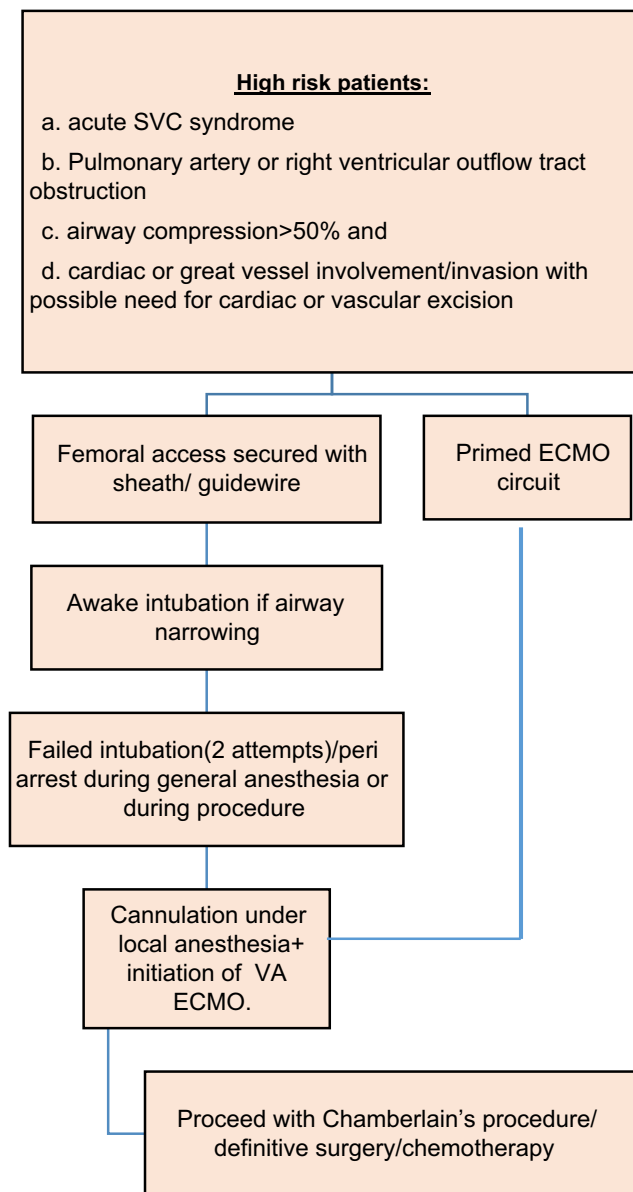 High risk patients:
a. acute SVC syndrome
b. Pulmonary artery or right ventricular outflow tract
obstruction
c. airway compression>50% and
d. cardiac or great vessel involvement/invasion with
possible need for cardiac or vascular excision
Femoral access secured with
sheath/ guidewire
Primed ECMO
circuit
Awake intubation if airway
narrowing
Failed intubation(2 attempts)/peri
arrest during general anesthesia or
during procedure
Cannulation under
local anesthesia+
initiation of VA
ECMO.
Proceed with Chamberlain’s procedure/
definitive surgery/chemotherapy